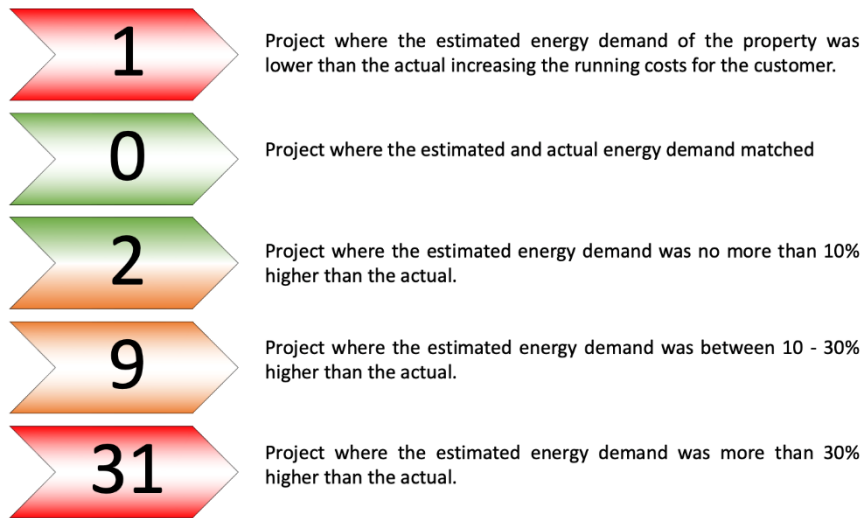 1
Project where the estimated energy demand of the property was
lower than the actual increasing the running costs for the customer.
0
Project where the estimated and actual energy demand matched
2
Project where the estimated energy demand was no more than 10%
higher than the actual.
9
Project where the estimated energy demand was between 10 - 30%
higher than the actual.
31
Project where the estimated energy demand was more than 30%
higher than the actual.